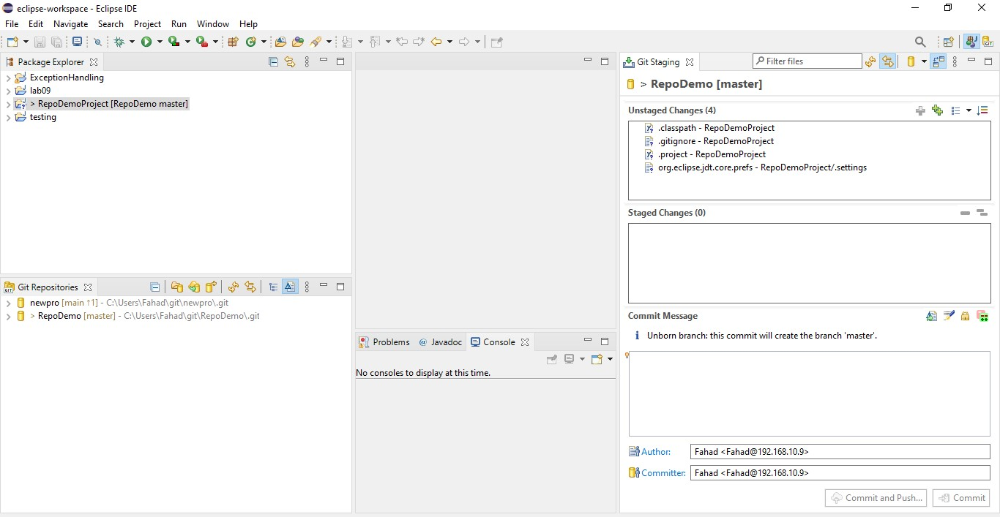 eclipse-workspace - Eclipse IDE
File Edit Navigate Search Project Run Window Help
Package Explorer
ExceptionHandling
lab09
> RepoDemoProject [RepoDemo master]
testing
Git Repositories
newpro [main ↑1] - C:\Users\Fahad\git\newpro\.git
> RepoDemo [master] - C:\Users\Fahad\git\RepoDemo\.git
Problems @ Javadoc Console
No consoles to display at this time.
Git Staging
Filter files
> RepoDemo [master]
Unstaged Changes (4)
.classpath - RepoDemoProject
.gitignore - RepoDemoProject
.project - RepoDemoProject
org.eclipse.jdt.core.prefs - RepoDemoProject/.settings
Staged Changes (0)
Commit Message
Unborn branch: this commit will create the branch 'master'.
Author: Fahad <Fahad@192.168.10.9>
Committer: Fahad <Fahad@192.168.10.9>
Commit and Push... Commit